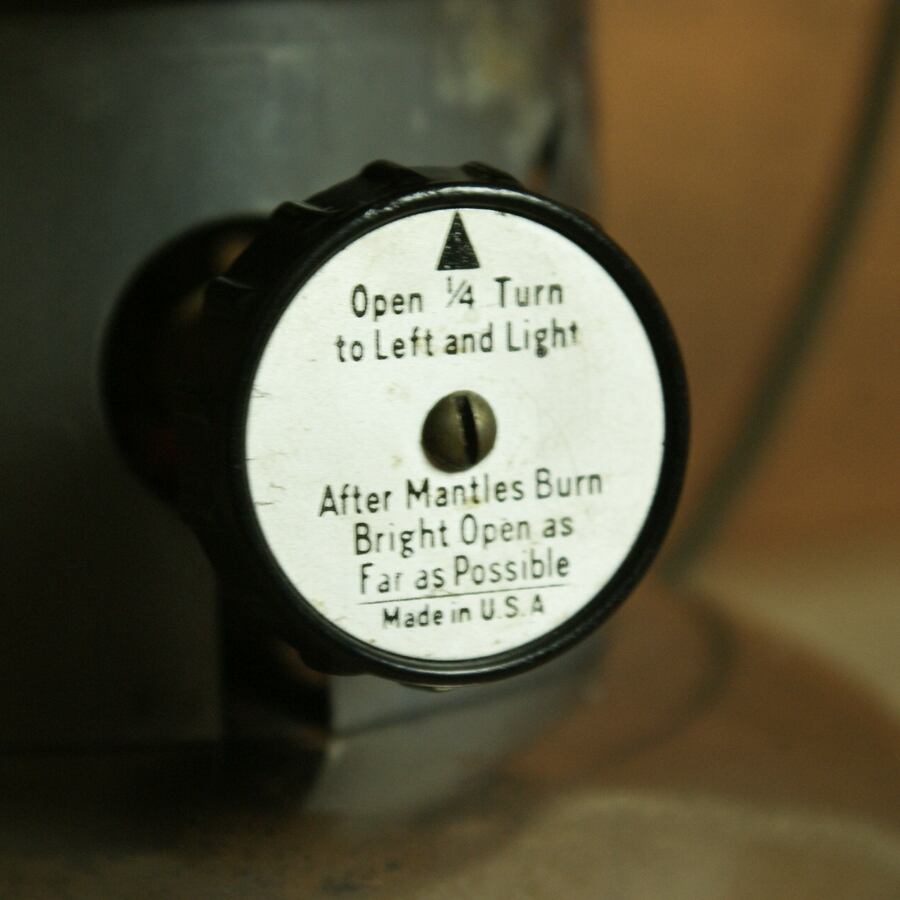 Open ¼ Turn
to Left and Light
After Mantles Burn
Bright Open as
Far as Possible
Made in U.S.A